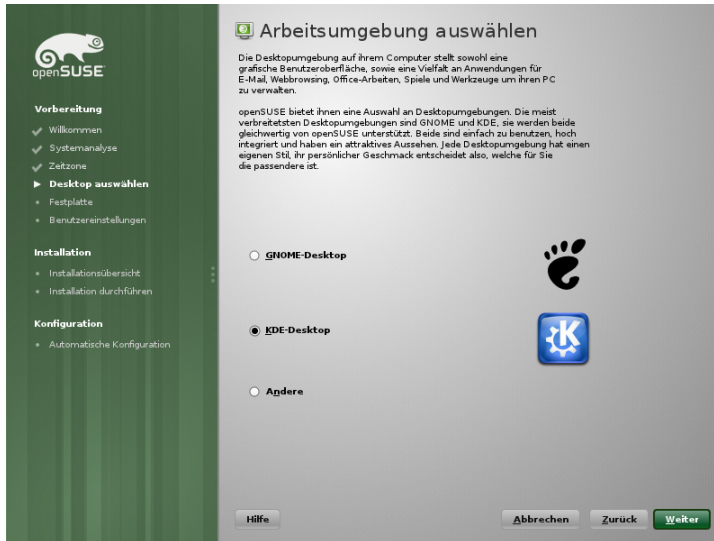 openSUSE
Vorbereitung
Willkommen
Systemanalyse
Zeitzone
Desktop auswählen
Festplatte
Benutzereinstellungen
Installation
Installationsübersicht
Installation durchführen
Konfiguration
Automatische Konfiguration
Arbeitsumgebung auswählen
Die Desktopumgebung auf ihrem Computer stellt sowohl eine
grafische Benutzeroberfläche, sowie eine Vielfalt an Anwendungen für
E-Mail, Webbrowsing, Office-Arbeiten, Spiele und Werkzeuge um ihren PC
zu verwalten.
openSUSE bietet ihnen eine Auswahl an Desktopumgebungen. Die meist
verbreitetsten Desktopumgebungen sind GNOME und KDE, sie werden beide
gleichwertig von openSUSE unterstützt. Beide sind einfach zu benutzen, hoch
integriert und haben ein attraktives Aussehen. Jede Desktopumgebung hat einen
eigenen Stil, ihr persönlicher Geschmack entscheidet also, welche für Sie
die passendere ist.
GNOME-Desktop
KDE-Desktop
K
Andere
Hilfe
Abbrechen
Zurück
Weiter